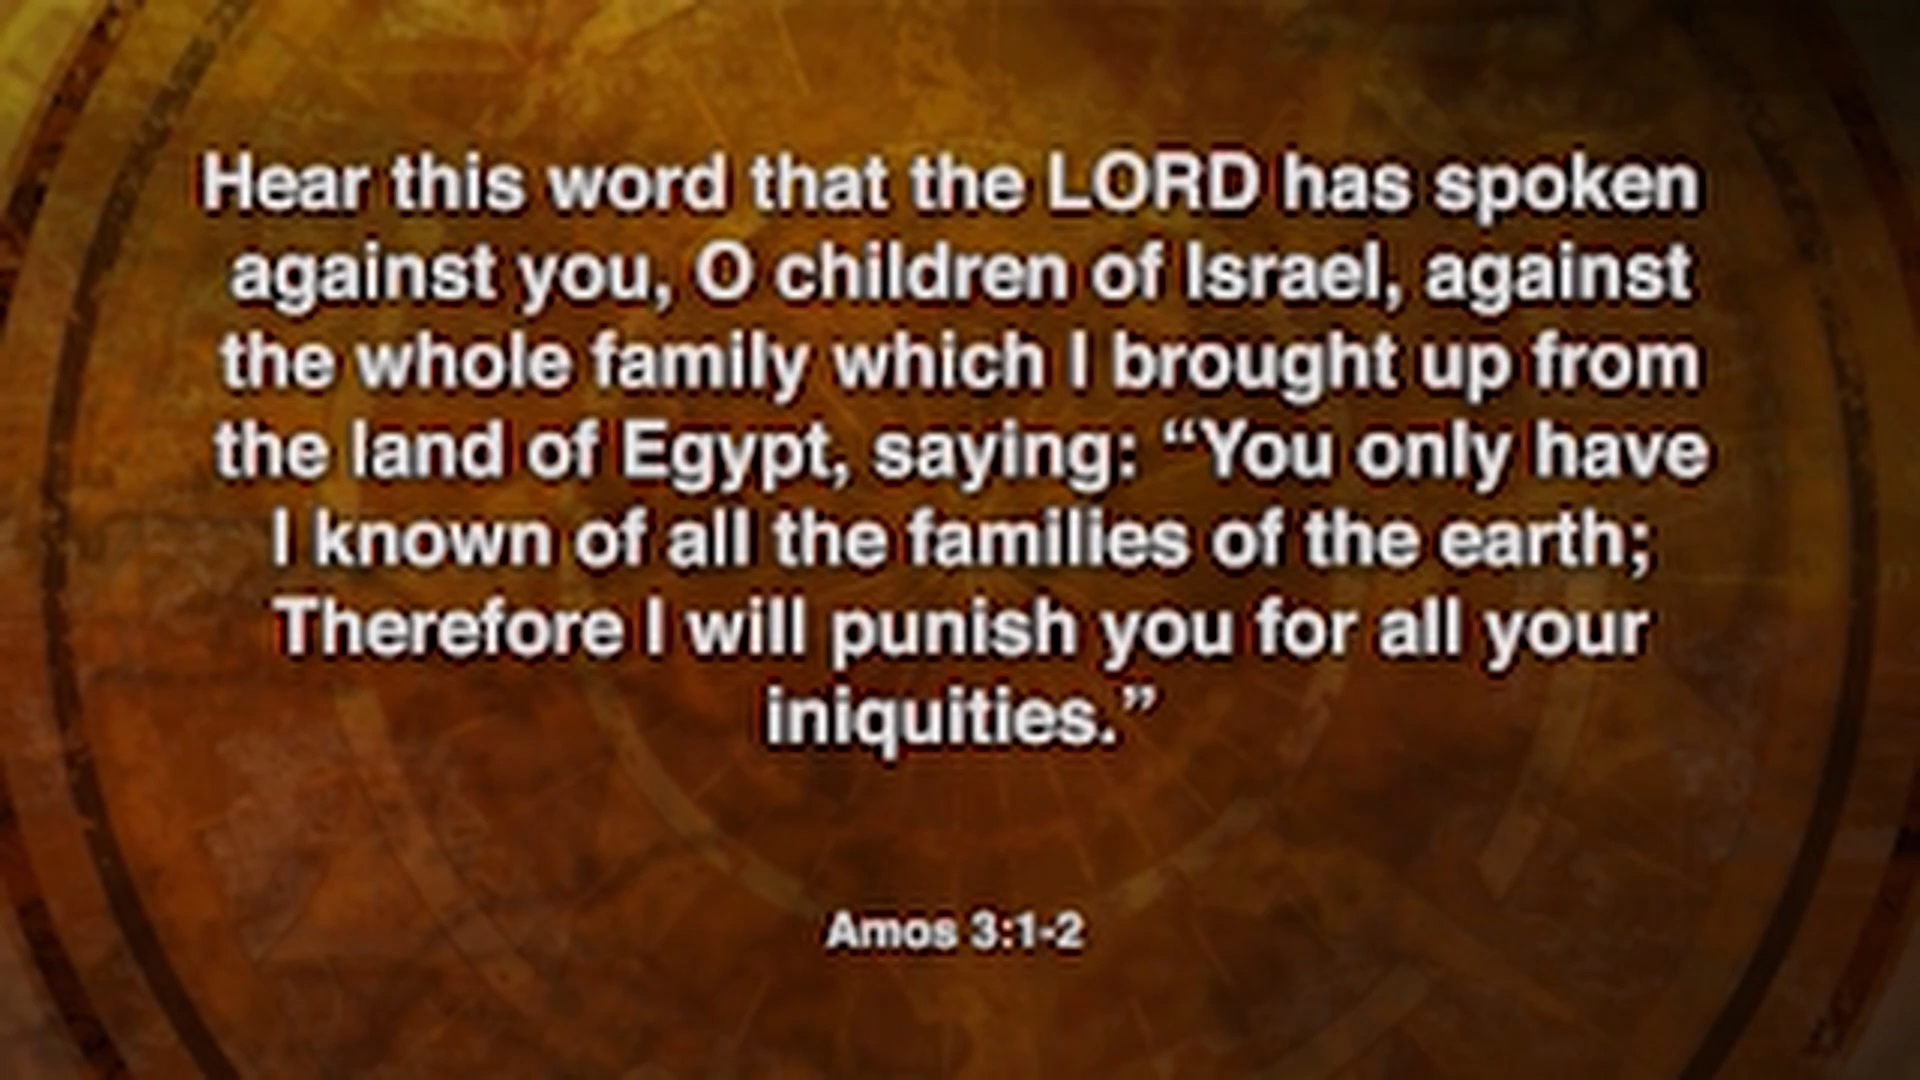 Hear this word that the LORD has spoken
against you, O children of Israel, against
the whole family which I brought up from
the land of Egypt, saying: “You only have
I known of all the families of the earth;
Therefore I will punish you for all your
iniquities.”
Amos 3:1-2